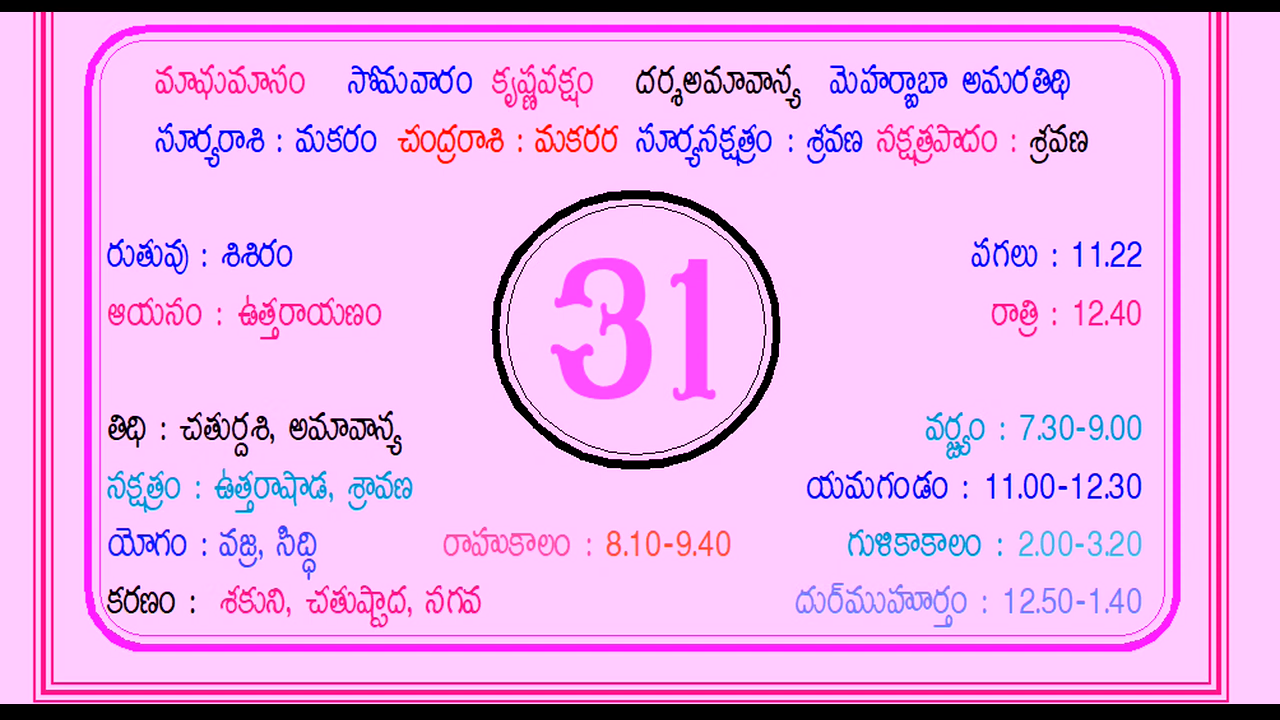 మాఘమాసం సోమవారం కృష్ణవక్షం దర్శఅమావాన్య మెహర్బాబా అమరతిథి
సూర్యరాశి : మకరం చంద్రరాశి : మకరర సూర్యనక్షత్రం : శ్రవణ నక్షత్రపాదం : శ్రవణ
రుతువు : శిశిరం వగలు : 11.22
ఆయనం : ఉత్తరాయణం రాత్రి : 12.40
31
తిథి : చతుర్దశి, అమావాన్య వర్జ్యం : 7.30-9.00
నక్షత్రం : ఉత్తరాషాడ, శ్రావణ యమగండం : 11.00-12.30
యోగం : వజ్ర, సిద్ధి రాహుకాలం : 8.10-9.40 గుళికాకాలం : 2.00-3.20
కరణం : శకుని, చతుష్పాద, నగవ దుర్‌ముహూర్తం : 12.50-1.40